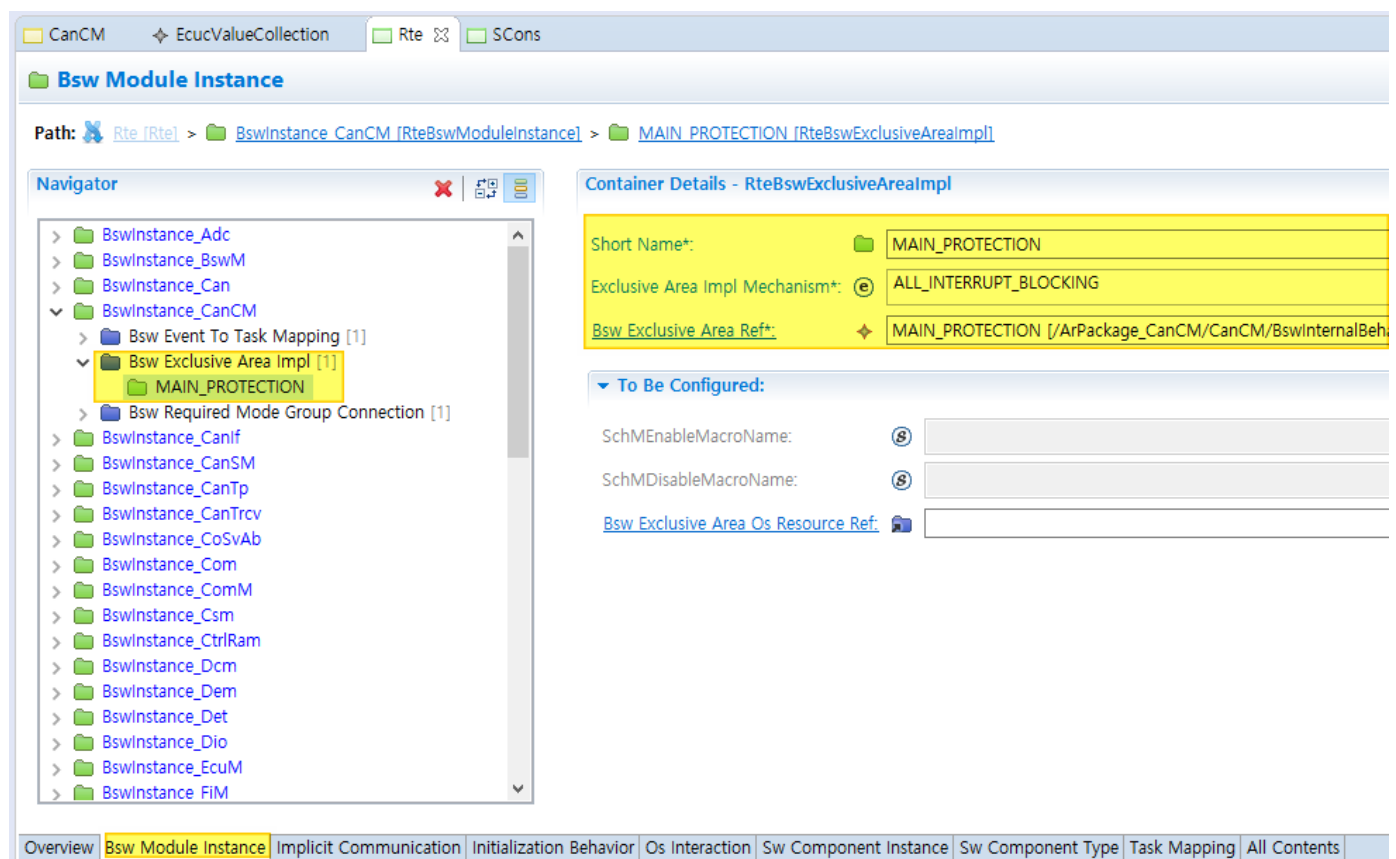 CanCM EcucValueCollection Rte SCons
Bsw Module Instance
Path: Rte [Rte] > BswInstance_CanCM [RteBswModuleInstance] > MAIN_PROTECTION [RteBswExclusiveAreaImpl]
Navigator
BswInstance_Adc
BswInstance_BswM
BswInstance_Can
BswInstance_CanCM
Bsw Event To Task Mapping [1]
Bsw Exclusive Area Impl [1]
MAIN_PROTECTION
Bsw Required Mode Group Connection [1]
BswInstance_CanIf
BswInstance_CanSM
BswInstance_CanTp
BswInstance_CanTrcv
BswInstance_CoSvAb
BswInstance_Com
BswInstance_ComM
BswInstance_Csm
BswInstance_CtrlRam
BswInstance_Dcm
BswInstance_Dem
BswInstance_Det
BswInstance_Dio
BswInstance_EcuM
BswInstance_FiM
Container Details - RteBswExclusiveAreaImpl
Short Name*: MAIN_PROTECTION
Exclusive Area Impl Mechanism*: e ALL_INTERRUPT_BLOCKING
Bsw Exclusive Area Ref*: MAIN_PROTECTION [/ArPackage_CanCM/CanCM/BswInternalBeha
To Be Configured:
SchMEnableMacroName: S
SchMDisableMacroName: S
Bsw Exclusive Area Os Resource Ref:
Overview Bsw Module Instance Implicit Communication Initialization Behavior Os Interaction Sw Component Instance Sw Component Type Task Mapping All Contents